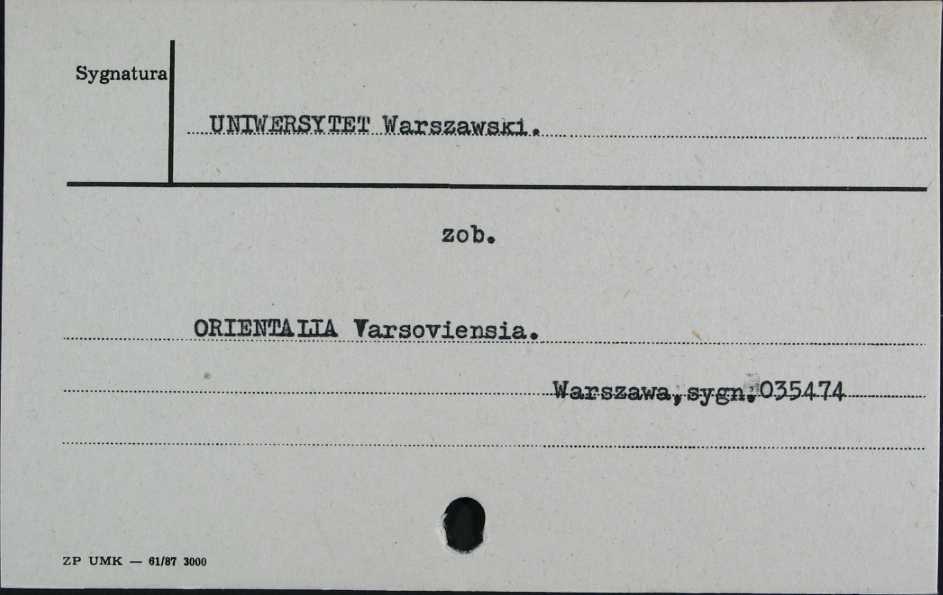 Sygnatura
UNIWERSYTET Warszawski.
zob.
ORIENTALIA Varsoviensia.
Warszawa, sygn.035474
ZP UMK — 61/87 3000